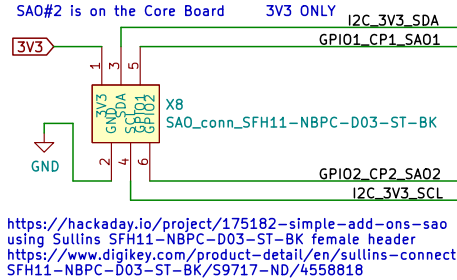 SAO#2 is on the Core Board 3V3 ONLY
I2C_3V3_SDA
3V3
GPIO1_CP1_SAO1
1
3
5
X8
3V3
GND
SDA
SCL
GPIO1
GPIO2
SAO_conn_SFH11-NBPC-D03-ST-BK
2
4
6
GND
GPIO2_CP2_SAO2
I2C_3V3_SCL
https://hackaday.io/project/175182-simple-add-ons-sao
using Sullins SFH11-NBPC-D03-ST-BK female header
https://www.digikey.com/product-detail/en/sullins-connect
SFH11-NBPC-D03-ST-BK/S9717-ND/4558818